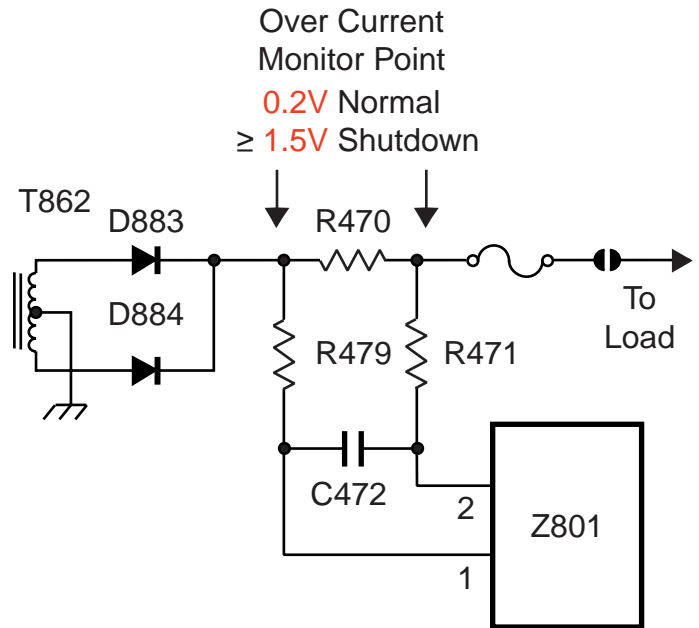 Over Current
Monitor Point
0.2V Normal
≥ 1.5V Shutdown
T862
D883
R470
D884
To
Load
R479
R471
C472
2
Z801
1